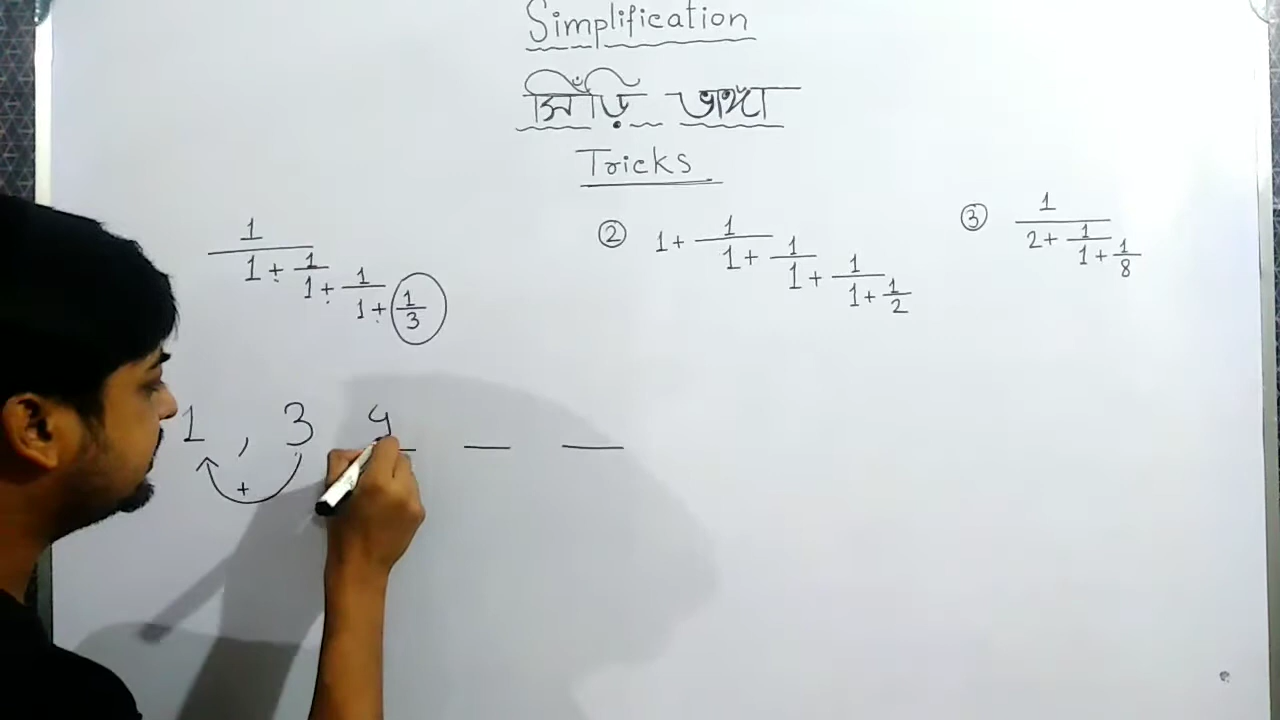 Simplification
সিঁড়ি ভাঙ্গা
Tricks
1
1 + 1
1 + 1
1 + 1
3
② 1 + 1
1 + 1
1 + 1
1 + 1
2
③ 1
2 + 1
1 + 1
8
1 , 3 4
+